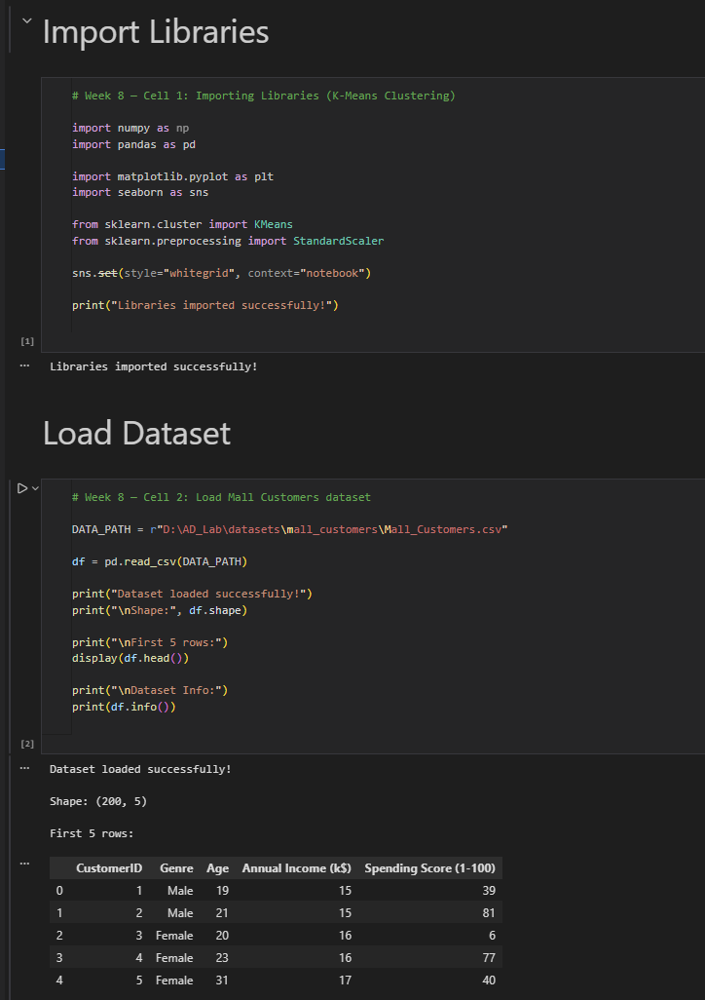 Import Libraries
# Week 8 – Cell 1: Importing Libraries (K-Means Clustering)
import numpy as np
import pandas as pd
import matplotlib.pyplot as plt
import seaborn as sns
from sklearn.cluster import KMeans
from sklearn.preprocessing import StandardScaler
sns.set(style="whitegrid", context="notebook")
print("Libraries imported successfully!")
[1]
... Libraries imported successfully!
Load Dataset
# Week 8 – Cell 2: Load Mall Customers dataset
DATA_PATH = r"D:\AD_Lab\datasets\mall_customers\Mall_Customers.csv"
df = pd.read_csv(DATA_PATH)
print("Dataset loaded successfully!")
print("\nShape:", df.shape)
print("\nFirst 5 rows:")
display(df.head())
print("\nDataset Info:")
print(df.info())
[2]
... Dataset loaded successfully!
Shape: (200, 5)
First 5 rows:
...
CustomerID Genre Age Annual Income (k$) Spending Score (1-100)
0 1 Male 19 15 39
1 2 Male 21 15 81
2 3 Female 20 16 6
3 4 Female 23 16 77
4 5 Female 31 17 40